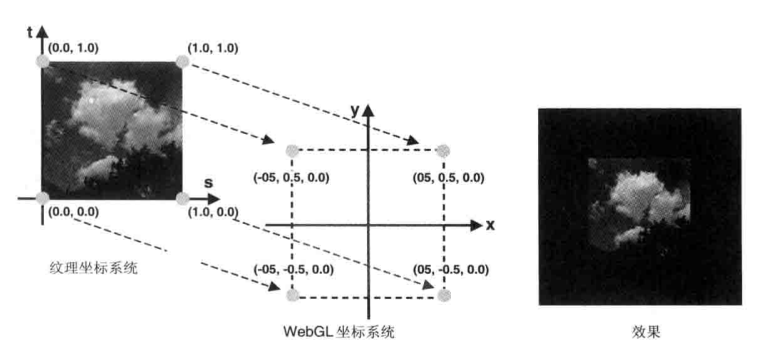 t
(0.0, 1.0)
(1.0, 1.0)
s
(0.0, 0.0)
(1.0, 0.0)
纹理坐标系统
y
(-05, 0.5, 0.0)
(05, 0.5, 0.0)
x
(-05, -0.5, 0.0)
(05, -0.5, 0.0)
WebGL 坐标系统
效果